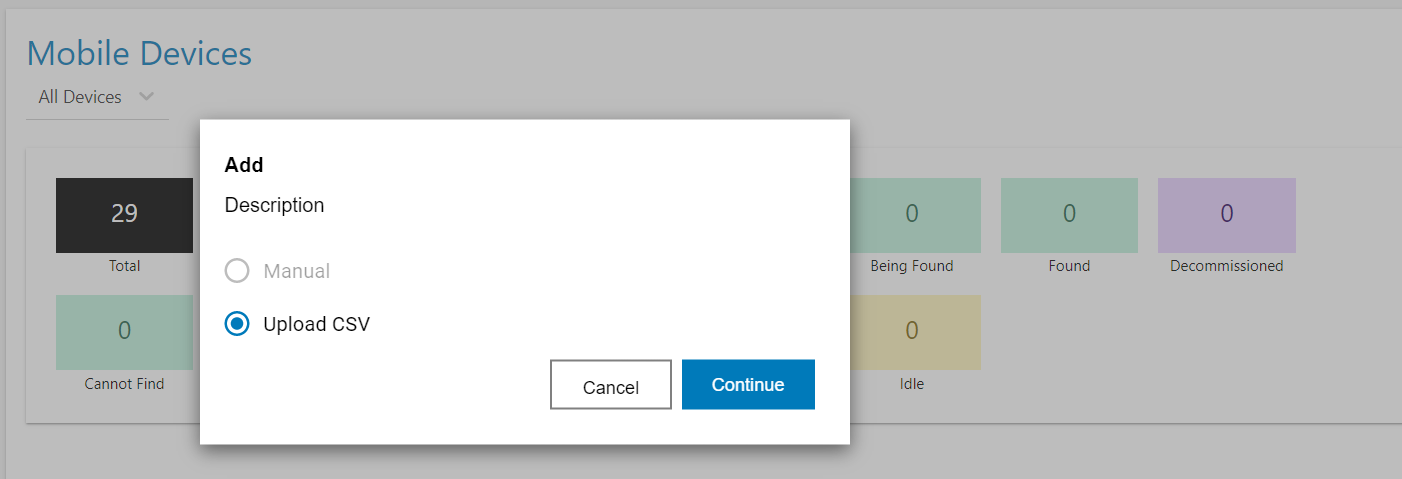 Mobile Devices
All Devices
Add
Description
Manual
Upload CSV
Cancel
Continue
29
Total
0
Being Found
0
Found
0
Decommissioned
0
Cannot Find
0
Idle